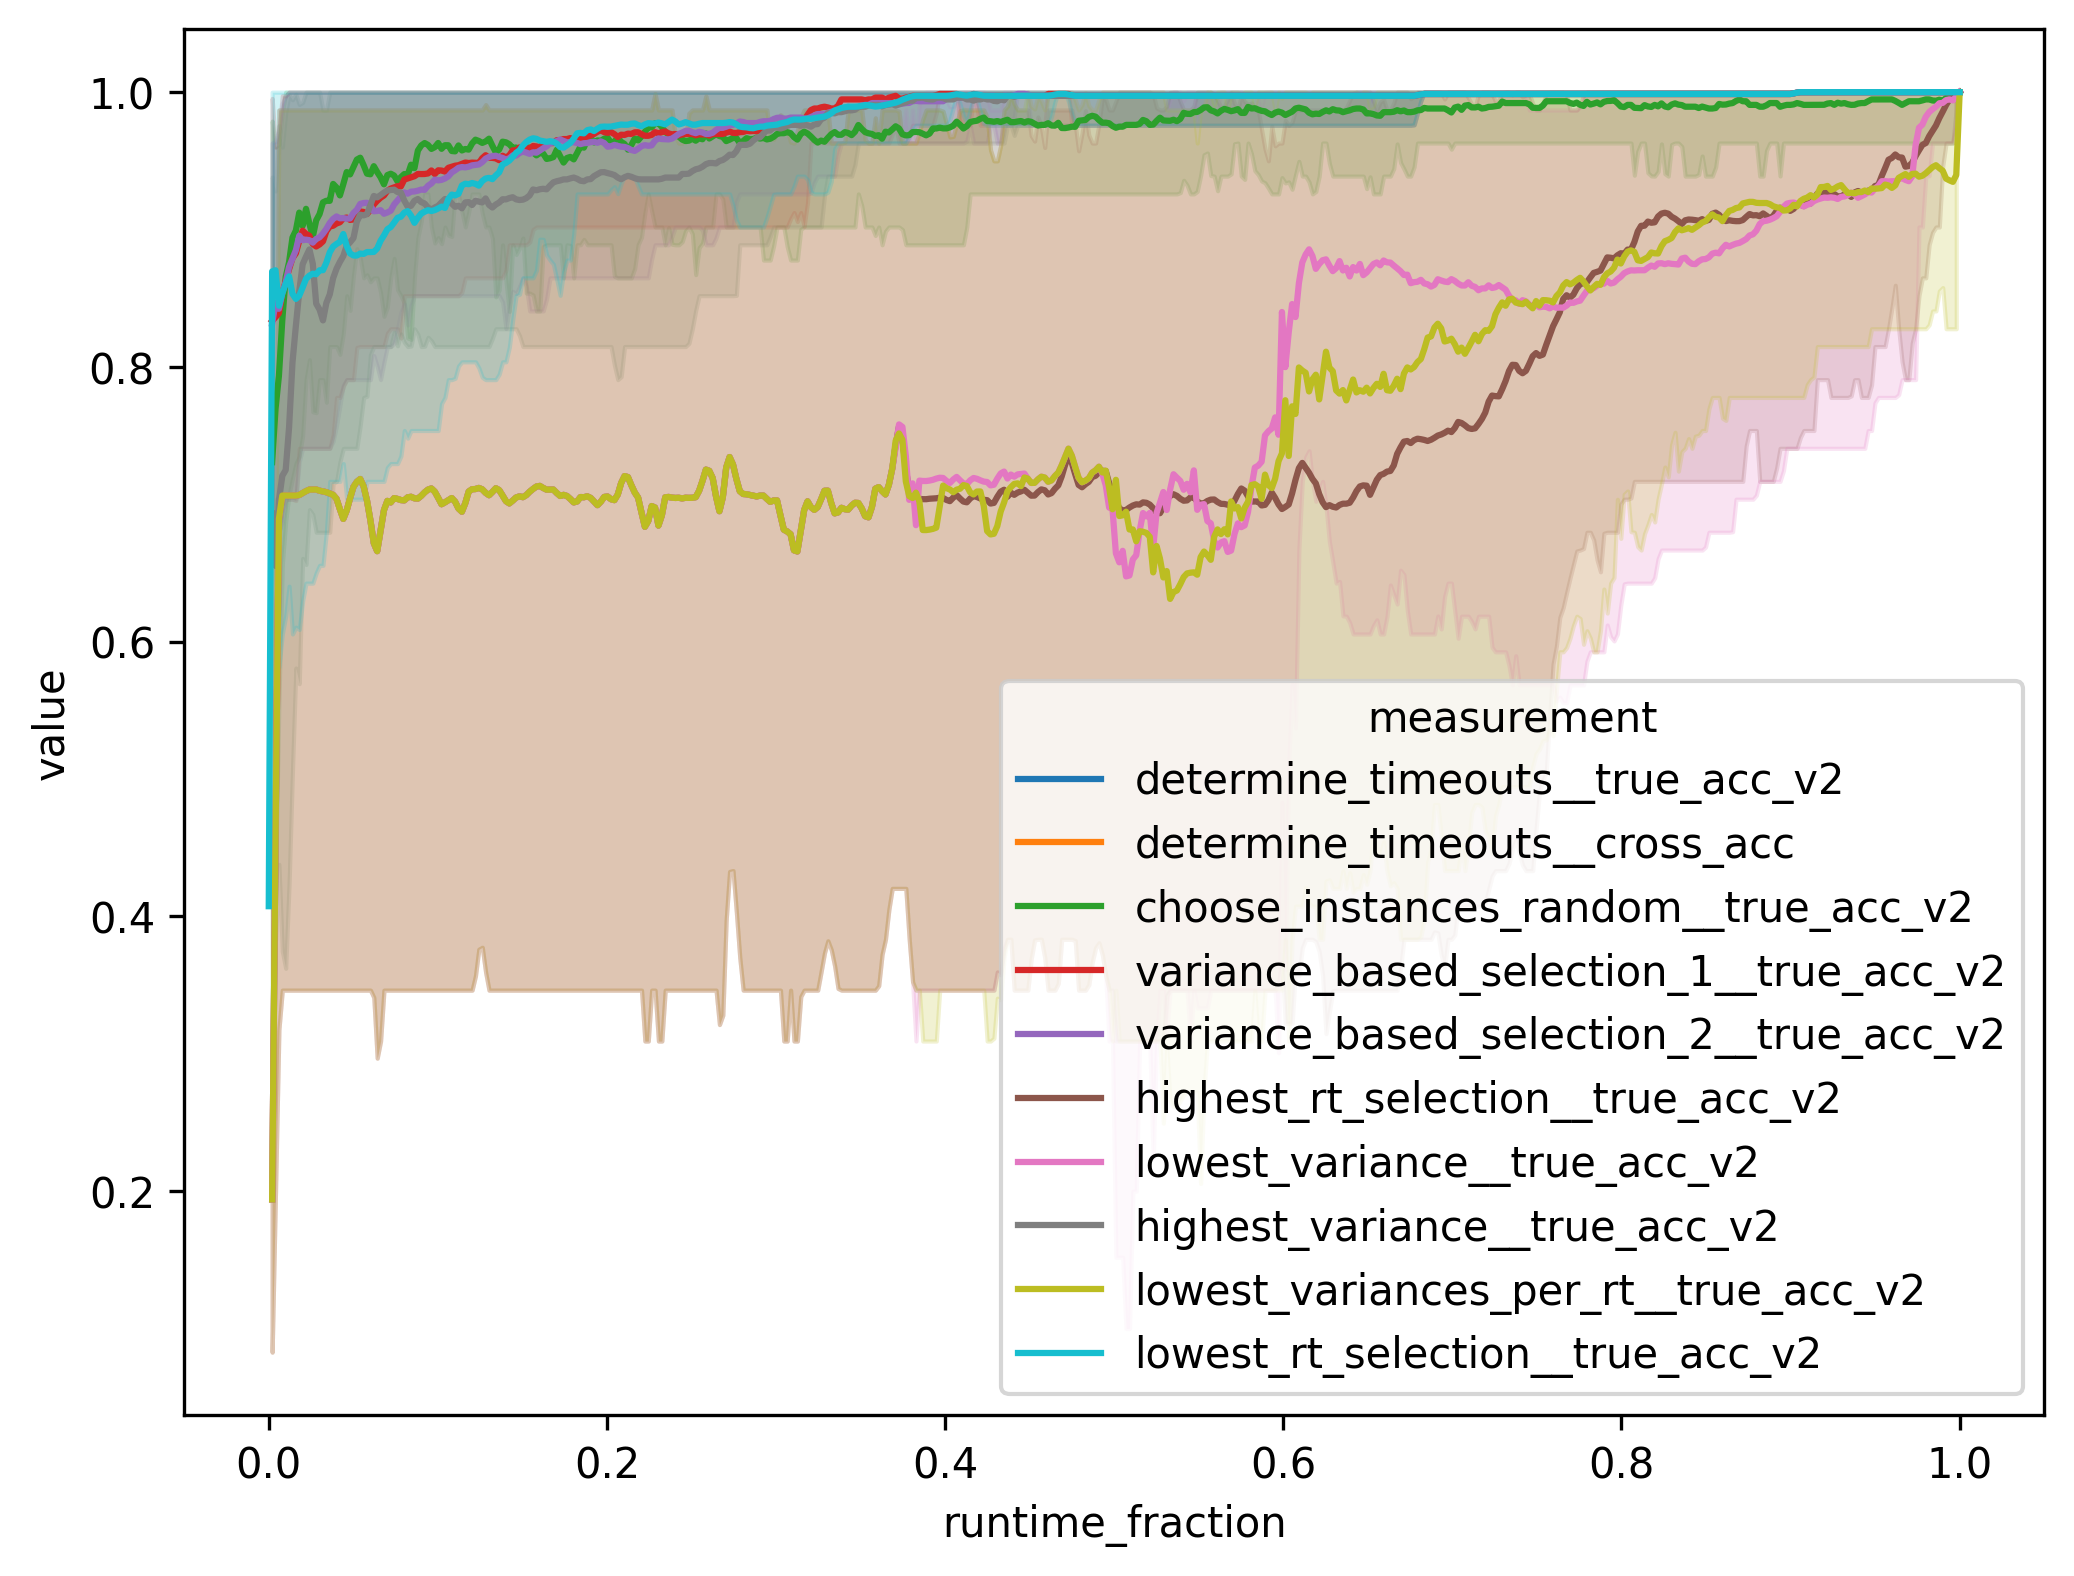 1.0
0.8
0.6
0.4
0.2
value
measurement
determine_timeouts__true_acc_v2
determine_timeouts__cross_acc
choose_instances_random__true_acc_v2
variance_based_selection_1__true_acc_v2
variance_based_selection_2__true_acc_v2
highest_rt_selection__true_acc_v2
lowest_variance__true_acc_v2
highest_variance__true_acc_v2
lowest_variances_per_rt__true_acc_v2
lowest_rt_selection__true_acc_v2
0.0 0.2 0.4 0.6 0.8 1.0
runtime_fraction